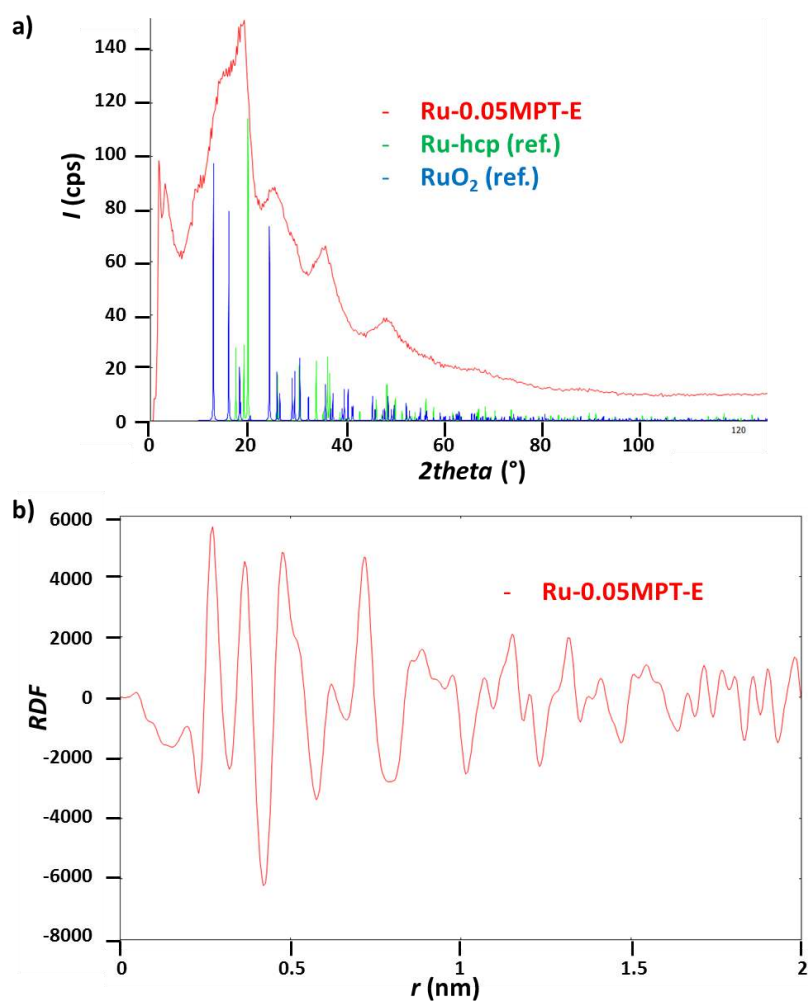 a)
140
120
100
80
60
40
20
0
I (cps)
- Ru-0.05MPT-E
- Ru-hcp (ref.)
- RuO₂ (ref.)
0 20 40 60 80 100 120
2theta (°)
b)
6000
4000
2000
0
-2000
-4000
-6000
-8000
RDF
- Ru-0.05MPT-E
0 0.5 1 1.5 2
r (nm)